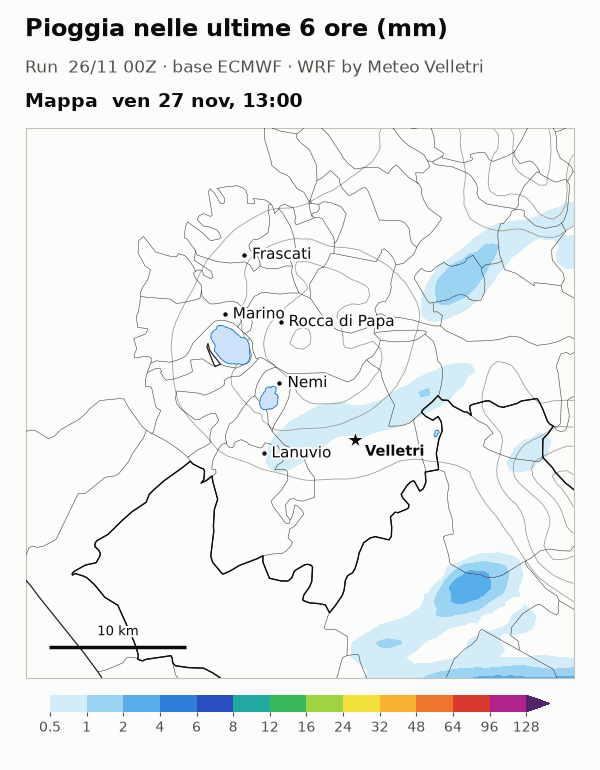 Pioggia nelle ultime 6 ore (mm)
Run  26/11 00Z · base ECMWF · WRF by Meteo Velletri
Mappa  ven 27 nov, 13:00
Frascati
Marino
Rocca di Papa
Nemi
Velletri
Lanuvio
10 km
0.5 1 2 4 6 8 12 16 24 32 48 64 96 128